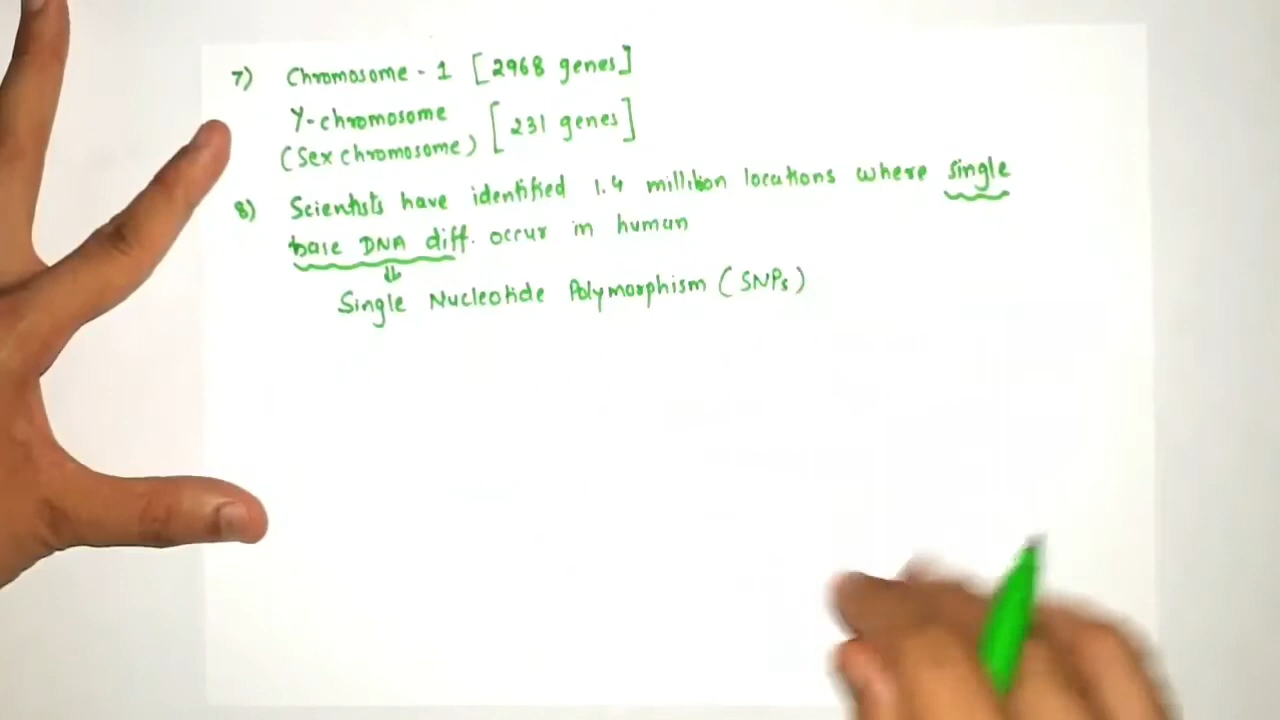 7) Chromosome - 1 [2968 genes]
Y-chromosome [231 genes]
(Sex chromosome)
8) Scientists have identified 1.4 million locations where single
base DNA diff. occur in human
⇓
Single Nucleotide Polymorphism (SNPs)